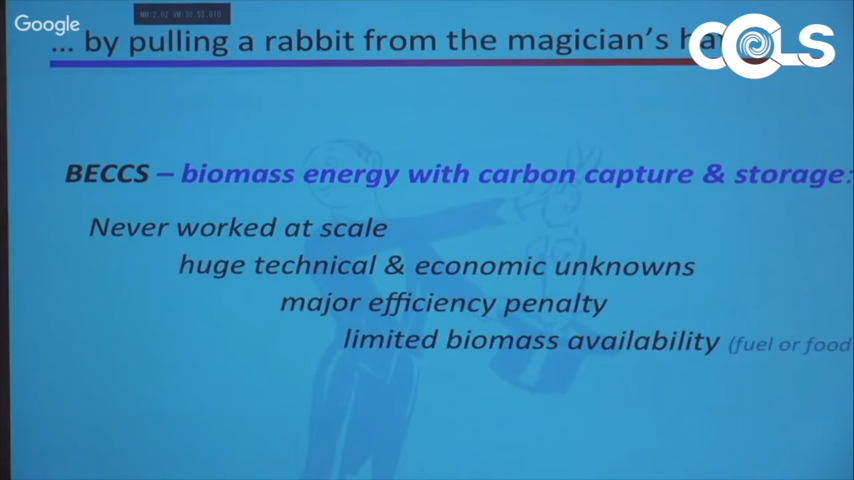 Google
... by pulling a rabbit from the magician's
CCLS
BECCS – biomass energy with carbon capture & storage:
Never worked at scale
huge technical & economic unknowns
major efficiency penalty
limited biomass availability (fuel or food